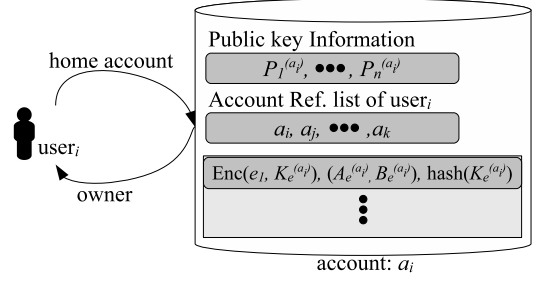 Public key Information
home account
P₁⁽ᵃⁱ⁾, ●●●, Pₙ⁽ᵃⁱ⁾
Account Ref. list of userᵢ
aᵢ, aⱼ, ●●● ,aₖ
userᵢ
Enc(e₁, Kₑ⁽ᵃⁱ⁾), (Aₑ⁽ᵃⁱ⁾, Bₑ⁽ᵃⁱ⁾), hash(Kₑ⁽ᵃⁱ⁾)
owner
account: aᵢ